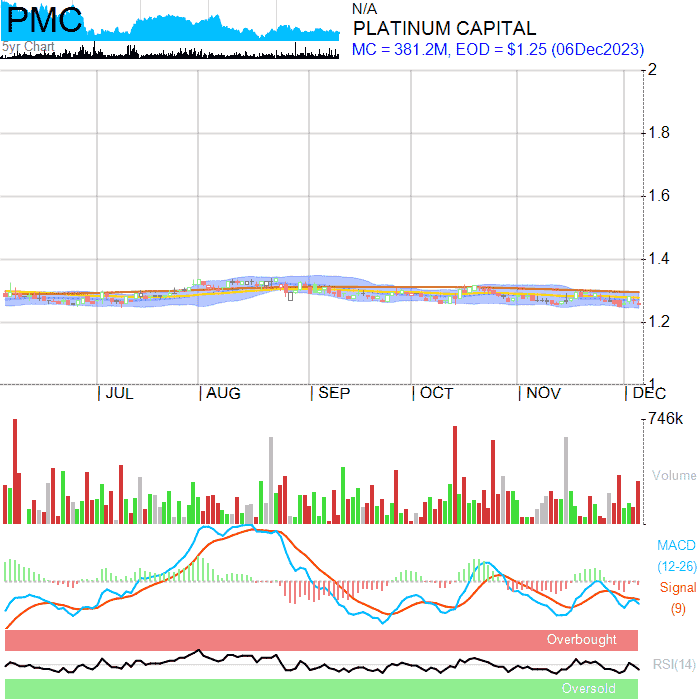 PMC
5yr Chart
N/A
PLATINUM CAPITAL
MC = 381.2M, EOD = $1.25 (06Dec2023)
2
1.8
1.6
1.4
1.2
1
JUL AUG SEP OCT NOV DEC
746k
Volume
MACD
(12-26)
Signal
(9)
Overbought
RSI(14)
Oversold